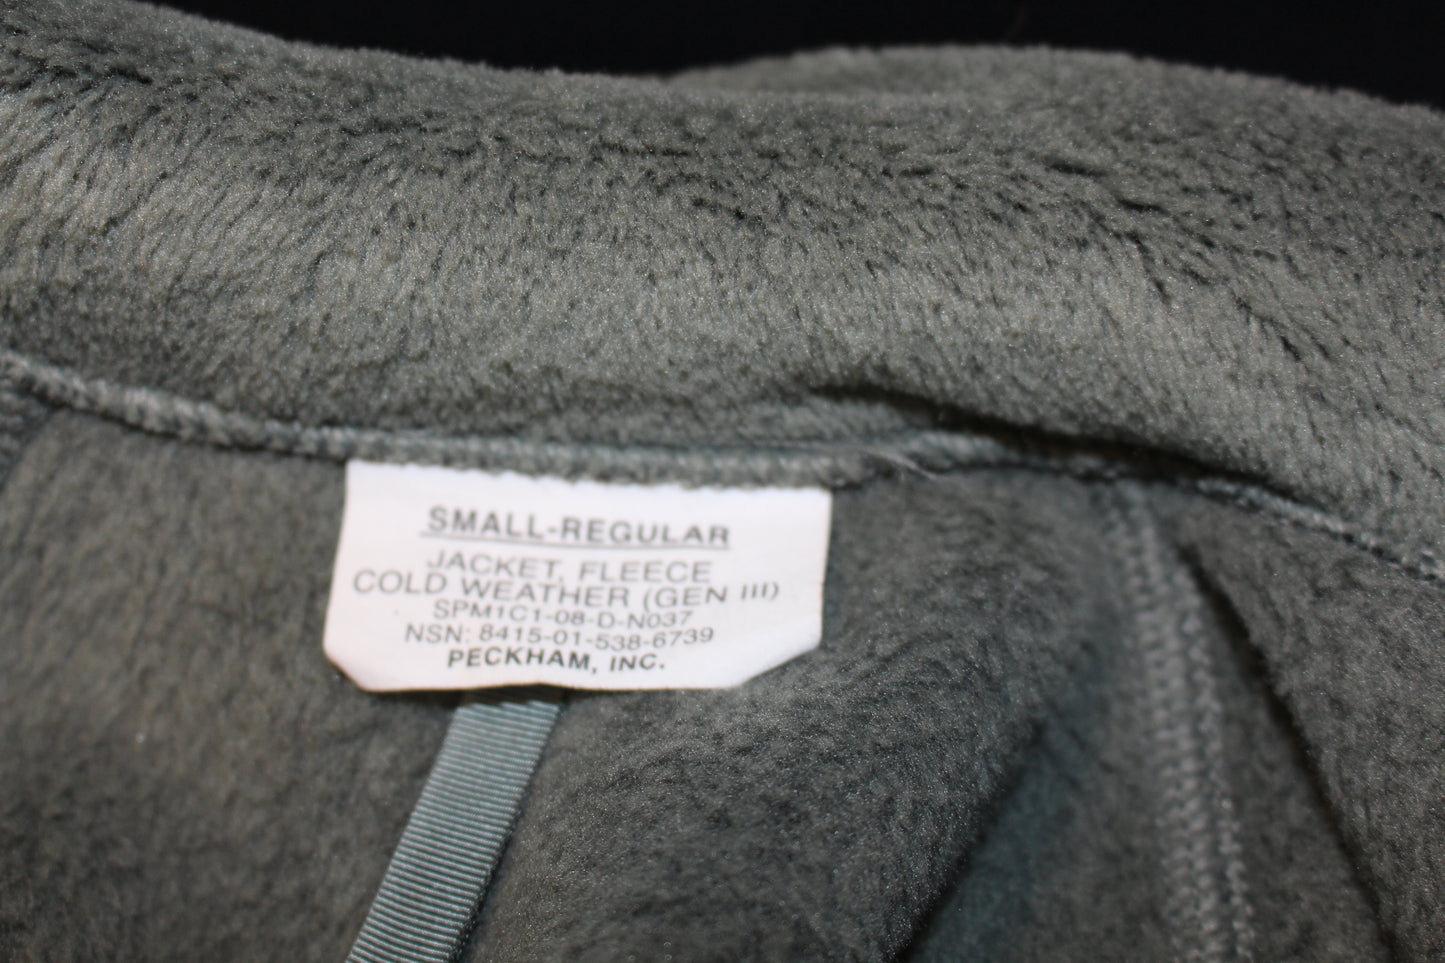 SMALL-REGULAR
JACKET, FLEECE
COLD WEATHER (GEN III)
SPM1C1-08-D-N037
NSN: 8415-01-538-6739
PECKHAM, INC.